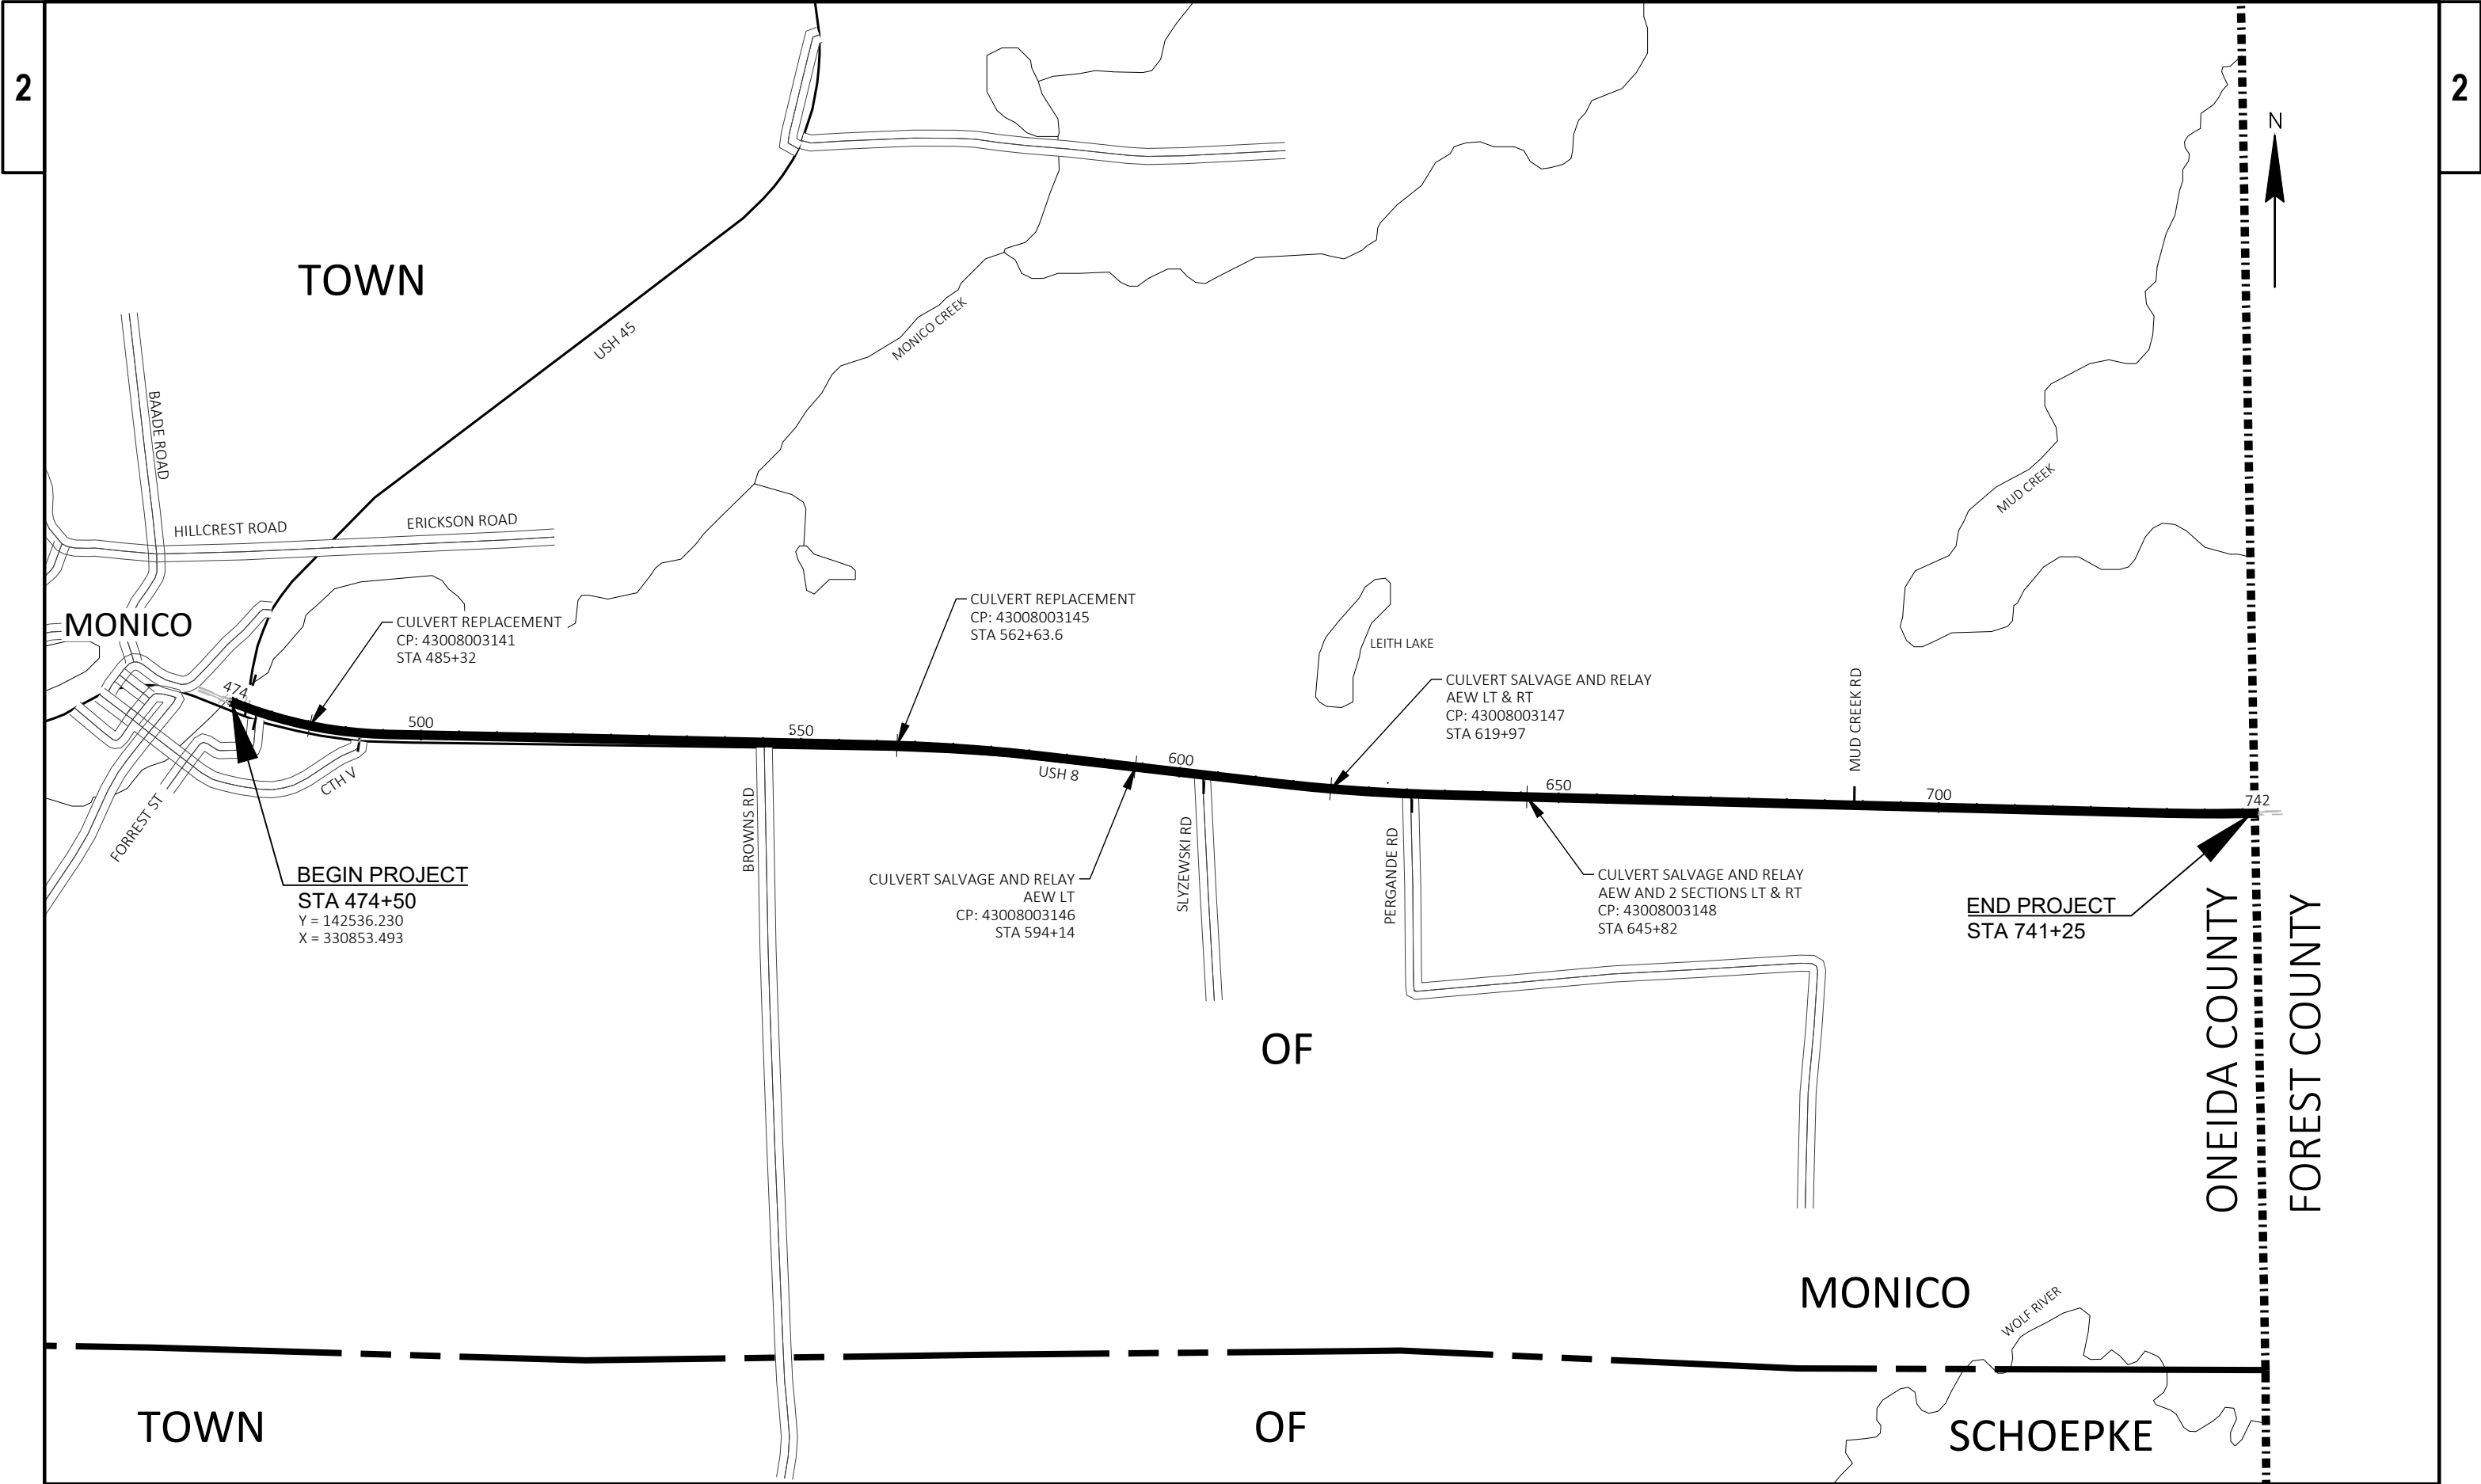 2
2
N
TOWN
USH 45
MONICO CREEK
BAADE ROAD
HILLCREST ROAD
ERICKSON ROAD
MUD CREEK
MONICO
CULVERT REPLACEMENT
CP: 43008003141
STA 485+32
CULVERT REPLACEMENT
CP: 43008003145
STA 562+63.6
LEITH LAKE
CULVERT SALVAGE AND RELAY
AEW LT & RT
CP: 43008003147
STA 619+97
MUD CREEK RD
474
500
550
600
650
700
742
USH 8
CTH V
FORREST ST
BROWNS RD
SLYZEWSKI RD
PERGANDE RD
BEGIN PROJECT
STA 474+50
Y = 142536.230
X = 330853.493
CULVERT SALVAGE AND RELAY
AEW LT
CP: 43008003146
STA 594+14
CULVERT SALVAGE AND RELAY
AEW AND 2 SECTIONS LT & RT
CP: 43008003148
STA 645+82
END PROJECT
STA 741+25
ONEIDA COUNTY
FOREST COUNTY
OF
MONICO
WOLF RIVER
TOWN
OF
SCHOEPKE